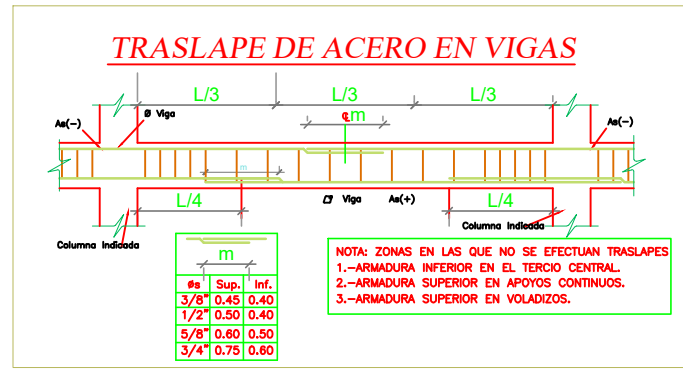 TRASLAPE DE ACERO EN VIGAS
L/3 L/3 L/3
As(-) Ø Viga ℄ m As(-)
m
L/4 Viga As(+) L/4
Columna Indicada Columna Indicada
m
Øs Sup. Inf.
3/8" 0.45 0.40
1/2" 0.50 0.40
5/8" 0.60 0.50
3/4" 0.75 0.60
NOTA: ZONAS EN LAS QUE NO SE EFECTUAN TRASLAPES
1.-ARMADURA INFERIOR EN EL TERCIO CENTRAL.
2.-ARMADURA SUPERIOR EN APOYOS CONTINUOS.
3.-ARMADURA SUPERIOR EN VOLADIZOS.